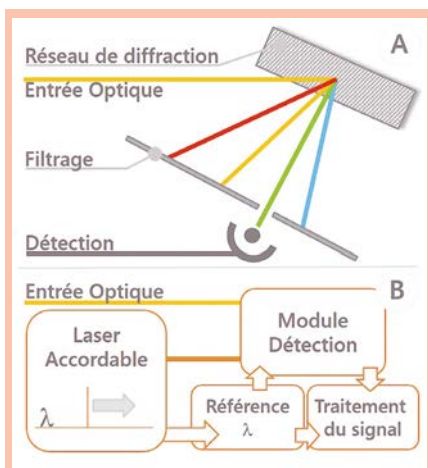 A
Réseau de diffraction
Entrée Optique
Filtrage
Détection
Entrée Optique
B
Laser
Accordable
λ
Module
Détection
Référence
λ
Traitement
du signal